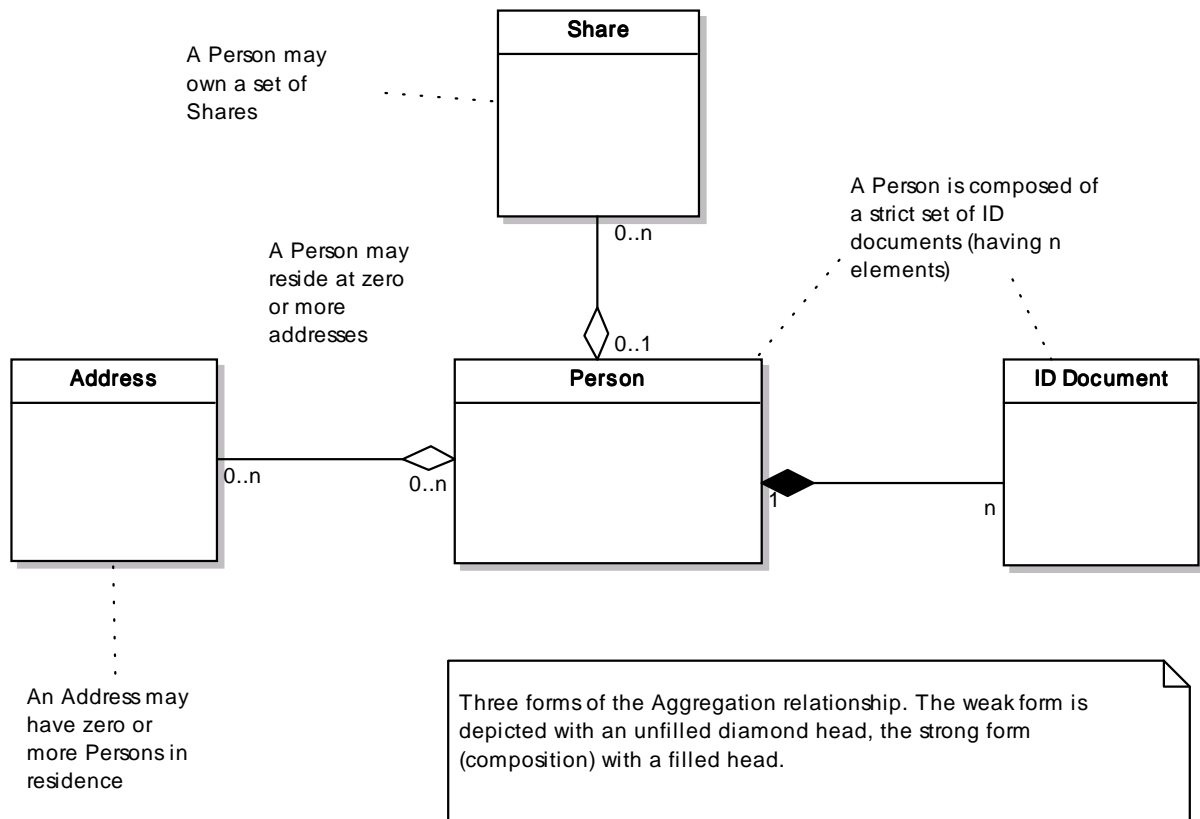 Share
A Person may
own a set of
Shares
A Person is composed of
a strict set of ID
documents (having n
elements)
0..n
A Person may
reside at zero
or more
addresses
0..1
Address
Person
ID Document
0..n
0..n
1
n
An Address may
have zero or
more Persons in
residence
Three forms of the Aggregation relationship. The weak form is
depicted with an unfilled diamond head, the strong form
(composition) with a filled head.